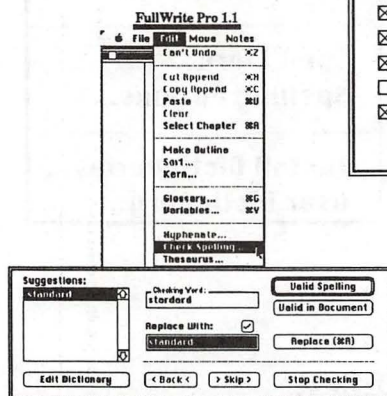 FullWrite Pro 1.1
File Edit Move Notes
Can't Undo ⌘Z
Cut Append ⌘X
Copy Append ⌘C
Paste ⌘V
Clear
Select Chapter ⌘A
Make Outline
Sort...
Kern...
Glossary... ⌘G
Variables... ⌘Y
Hyphenate...
Check Spelling...
Thesaurus...
Suggestions:
standard
Checking Word:
stordord
Replace With:
standard
Valid Spelling
Valid in Document
Replace (⌘R)
Edit Dictionary
< Back <
> Skip >
Stop Checking